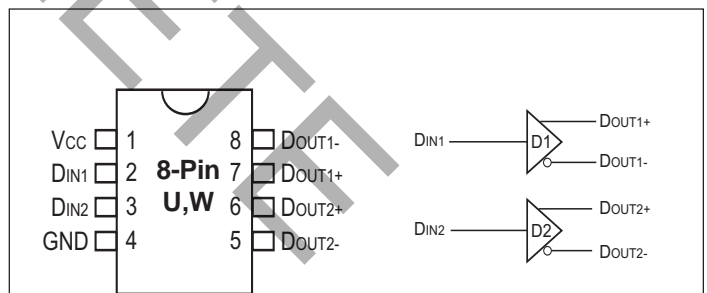 VCC 1 8 DOUT1-
DIN1 2 8-Pin 7 DOUT1+
DIN2 3 U,W 6 DOUT2+
GND 4 5 DOUT2-
DIN1 D1 DOUT1+
DOUT1-
DIN2 D2 DOUT2+
DOUT2-